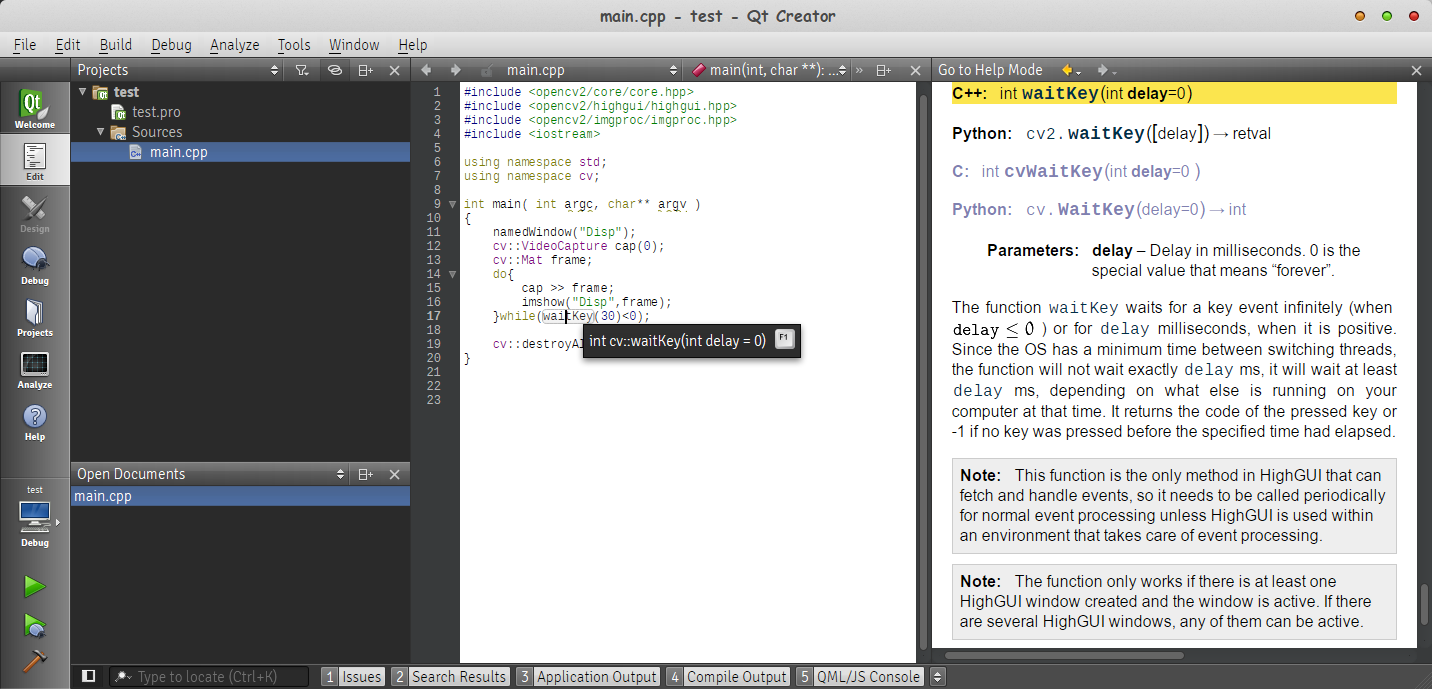 main.cpp - test - Qt Creator
File Edit Build Debug Analyze Tools Window Help
Projects
main.cpp
main(int, char **): ...
»
Go to Help Mode
Qt
Welcome
Edit
Design
Debug
Projects
Analyze
Help
test
Debug
test
test.pro
Sources
main.cpp
Open Documents
main.cpp
1 #include <opencv2/core/core.hpp>
2 #include <opencv2/highgui/highgui.hpp>
3 #include <opencv2/imgproc/imgproc.hpp>
4 #include <iostream>
5
6 using namespace std;
7 using namespace cv;
8
9 int main( int argc, char** argv )
10 {
11 namedWindow("Disp");
12 cv::VideoCapture cap(0);
13 cv::Mat frame;
14 do{
15 cap >> frame;
16 imshow("Disp",frame);
17 }while(waitKey(30)<0);
18
19 cv::destroyAl
20 }
21
22
23
int cv::waitKey(int delay = 0) F1
C++: int waitKey(int delay=0)
Python: cv2.waitKey([delay]) → retval
C: int cvWaitKey(int delay=0 )
Python: cv.WaitKey(delay=0) → int
Parameters: delay – Delay in milliseconds. 0 is the
special value that means “forever”.
The function waitKey waits for a key event infinitely (when
delay ≤ 0 ) or for delay milliseconds, when it is positive.
Since the OS has a minimum time between switching threads,
the function will not wait exactly delay ms, it will wait at least
delay ms, depending on what else is running on your
computer at that time. It returns the code of the pressed key or
-1 if no key was pressed before the specified time had elapsed.
Note: This function is the only method in HighGUI that can
fetch and handle events, so it needs to be called periodically
for normal event processing unless HighGUI is used within
an environment that takes care of event processing.
Note: The function only works if there is at least one
HighGUI window created and the window is active. If there
are several HighGUI windows, any of them can be active.
Type to locate (Ctrl+K)
1 Issues 2 Search Results 3 Application Output 4 Compile Output 5 QML/JS Console